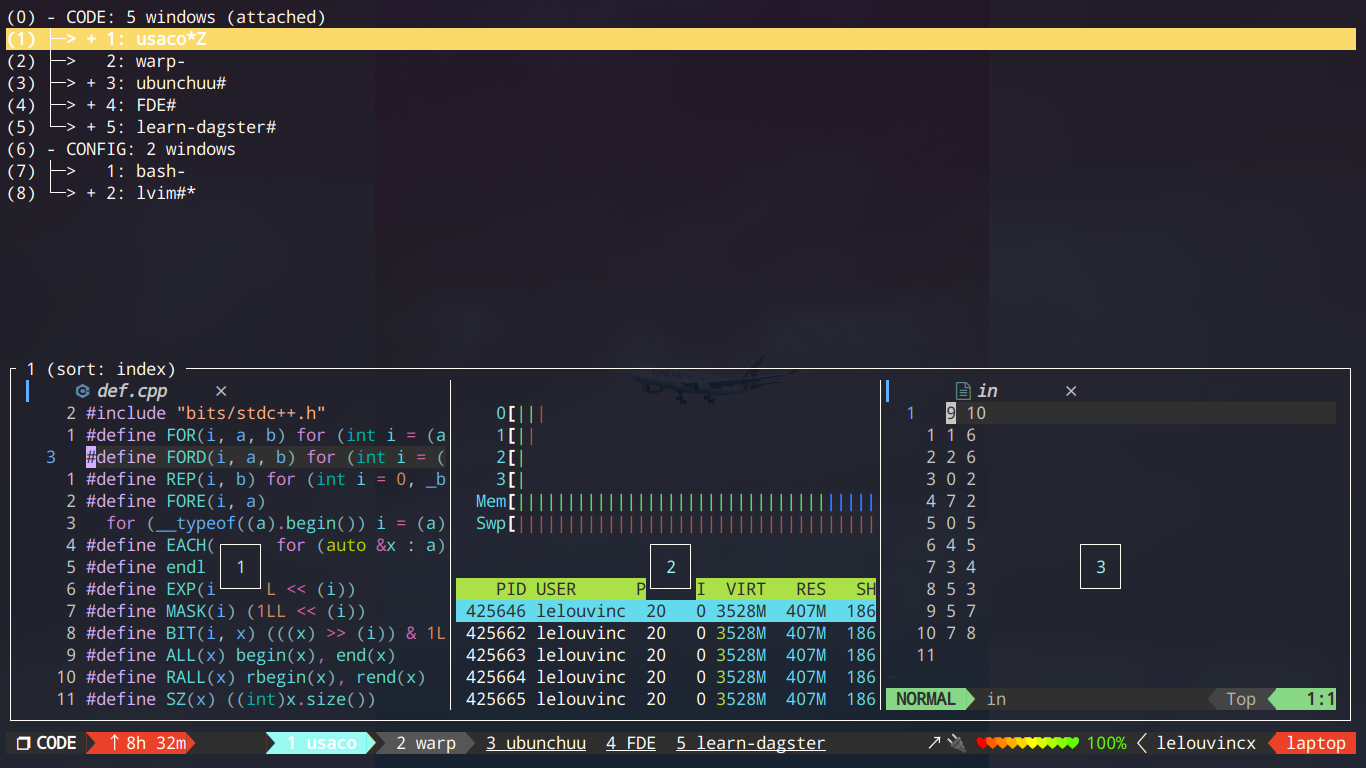 (0) - CODE: 5 windows (attached)
(1) ├─> + 1: usaco*Z
(2) ├─>   2: warp-
(3) ├─> + 3: ubunchuu#
(4) ├─> + 4: FDE#
(5) └─> + 5: learn-dagster#
(6) - CONFIG: 2 windows
(7) ├─>   1: bash-
(8) └─> + 2: lvim#*
1 (sort: index)
def.cpp ×
2 #include "bits/stdc++.h"
1 #define FOR(i, a, b) for (int i = (a
3 #define FORD(i, a, b) for (int i = (
1 #define REP(i, b) for (int i = 0, _b
2 #define FORE(i, a)
3 for (__typeof((a).begin()) i = (a)
4 #define EACH( for (auto &x : a)
5 #define endl
6 #define EXP(i L << (i))
7 #define MASK(i) (1LL << (i))
8 #define BIT(i, x) (((x) >> (i)) & 1L
9 #define ALL(x) begin(x), end(x)
10 #define RALL(x) rbegin(x), rend(x)
11 #define SZ(x) ((int)x.size())
1
0[|||
1[||
2[|
3[|
Mem[||||||||||||||||||||||||||||||||||||
Swp[||||||||||||||||||||||||||||||||||||
2
PID USER P I VIRT RES SH
425646 lelouvinc 20 0 3528M 407M 186
425662 lelouvinc 20 0 3528M 407M 186
425663 lelouvinc 20 0 3528M 407M 186
425664 lelouvinc 20 0 3528M 407M 186
425665 lelouvinc 20 0 3528M 407M 186
in ×
1 9 10
1 1 6
2 2 6
3 0 2
4 7 2
5 0 5
6 4 5
7 3 4
8 5 3
9 5 7
10 7 8
11
3
~
NORMAL in Top 1:1
CODE ↑ 8h 32m 1 usaco 2 warp 3 ubunchuu 4 FDE 5 learn-dagster ↗ 100% lelouvincx laptop